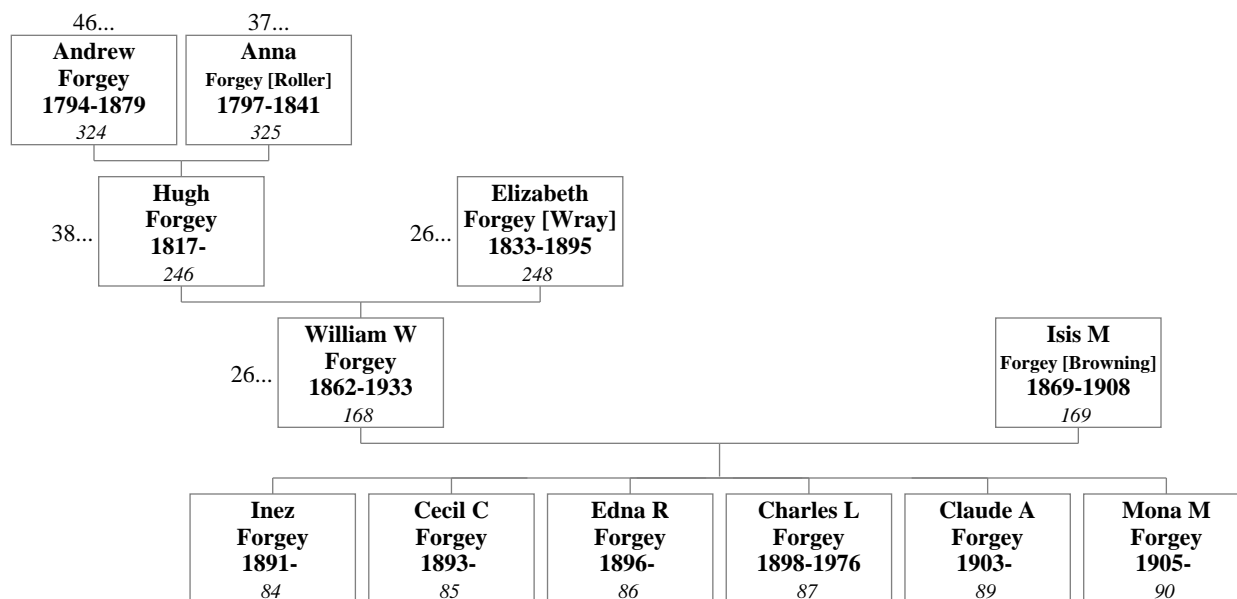 46...
37...
Andrew
Forgey
1794-1879
324
Anna
Forgey [Roller]
1797-1841
325
38...
Hugh
Forgey
1817-
246
26...
Elizabeth
Forgey [Wray]
1833-1895
248
26...
William W
Forgey
1862-1933
168
Isis M
Forgey [Browning]
1869-1908
169
Inez
Forgey
1891-
84
Cecil C
Forgey
1893-
85
Edna R
Forgey
1896-
86
Charles L
Forgey
1898-1976
87
Claude A
Forgey
1903-
89
Mona M
Forgey
1905-
90